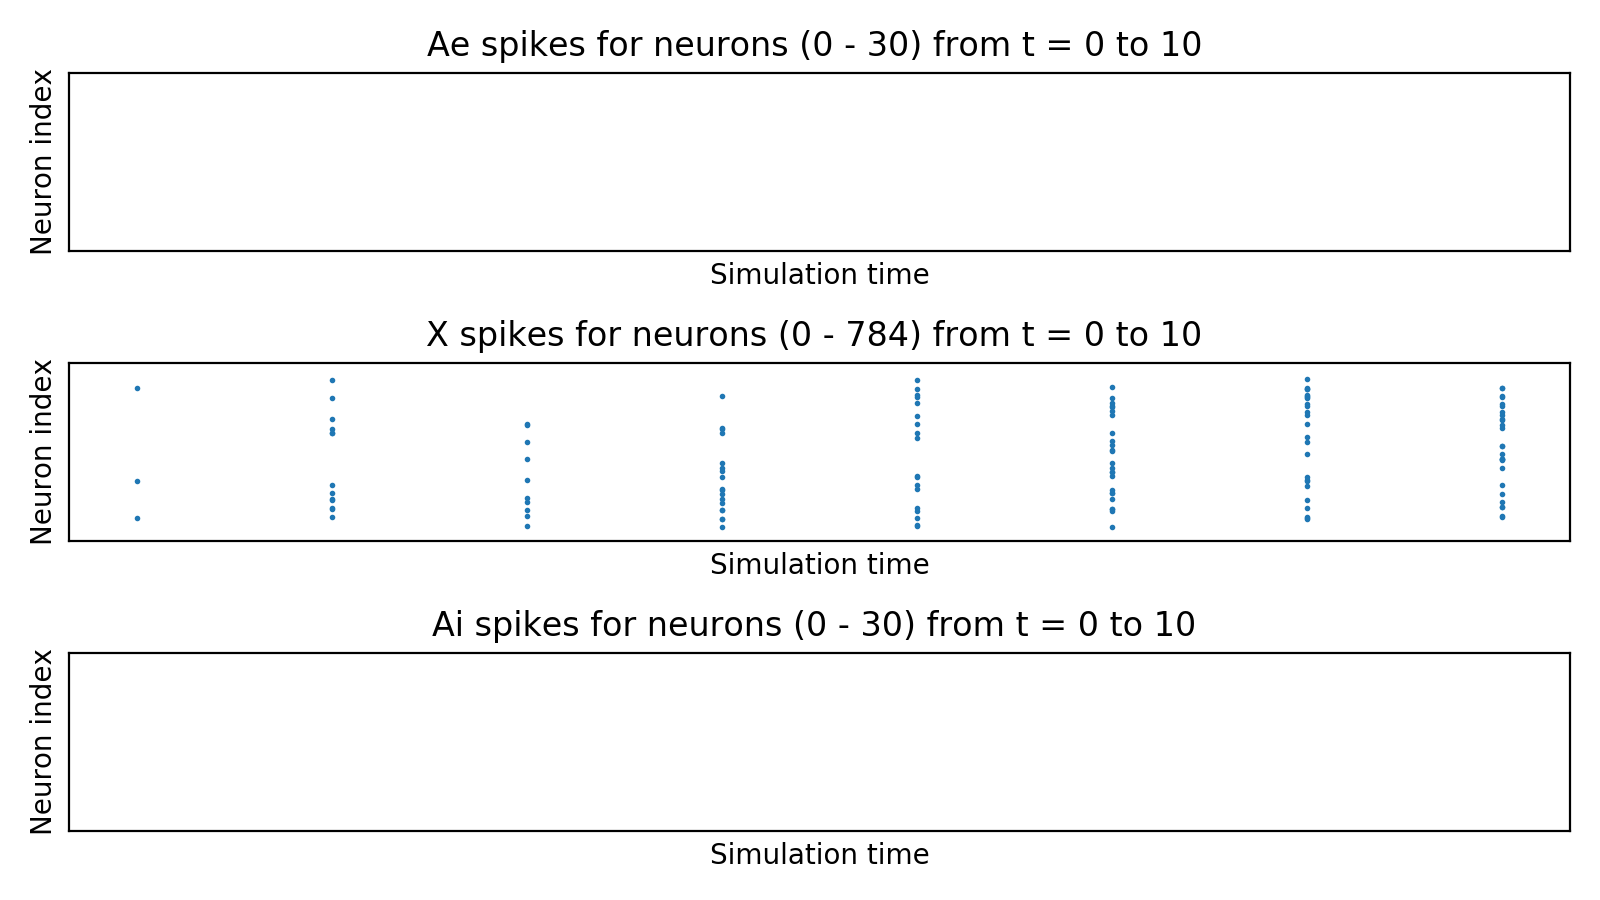 Ae spikes for neurons (0 - 30) from t = 0 to 10
Neuron index
Simulation time
X spikes for neurons (0 - 784) from t = 0 to 10
Neuron index
Simulation time
Ai spikes for neurons (0 - 30) from t = 0 to 10
Neuron index
Simulation time